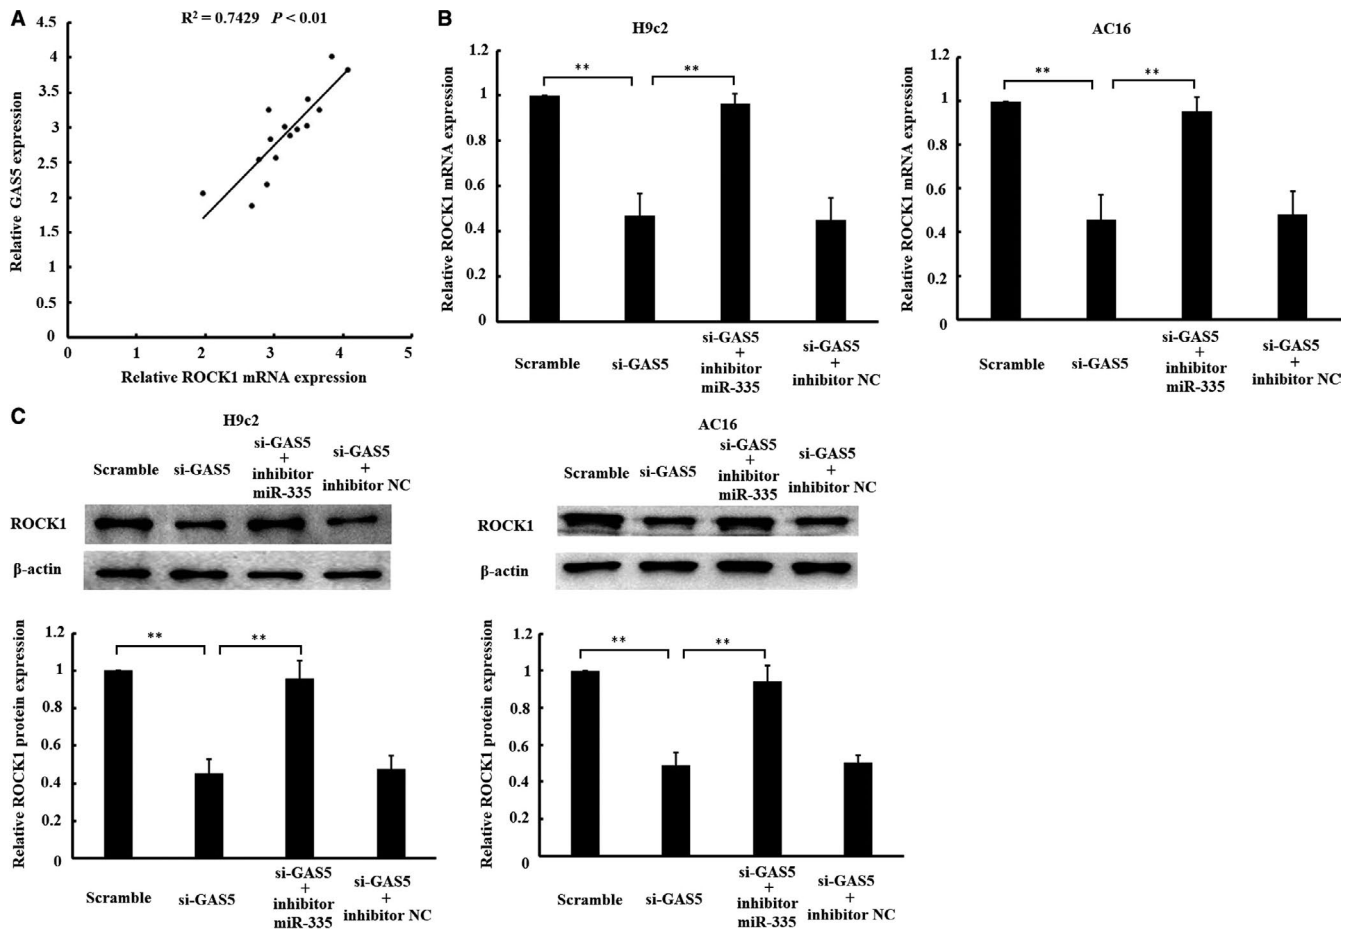 A
R² = 0.7429 P < 0.01
4.5
4
3.5
3
2.5
2
1.5
1
0.5
0
Relative GAS5 expression
0 1 2 3 4 5
Relative ROCK1 mRNA expression
B
H9c2
1.2
1
0.8
0.6
0.4
0.2
0
Relative ROCK1 mRNA expression
** **
Scramble
si-GAS5
si-GAS5
+
inhibitor
miR-335
si-GAS5
+
inhibitor NC
AC16
1.2
1
0.8
0.6
0.4
0.2
0
Relative ROCK1 mRNA expression
** **
Scramble
si-GAS5
si-GAS5
+
inhibitor
miR-335
si-GAS5
+
inhibitor NC
C
H9c2
Scramble
si-GAS5
si-GAS5
+
inhibitor
miR-335
si-GAS5
+
inhibitor NC
ROCK1
β-actin
1.2
1
0.8
0.6
0.4
0.2
0
Relative ROCK1 protein expression
** **
Scramble
si-GAS5
si-GAS5
+
inhibitor
miR-335
si-GAS5
+
inhibitor NC
AC16
Scramble
si-GAS5
si-GAS5
+
inhibitor
miR-335
si-GAS5
+
inhibitor NC
ROCK1
β-actin
1.2
1
0.8
0.6
0.4
0.2
0
Relative ROCK1 protein expression
** **
Scramble
si-GAS5
si-GAS5
+
inhibitor
miR-335
si-GAS5
+
inhibitor NC